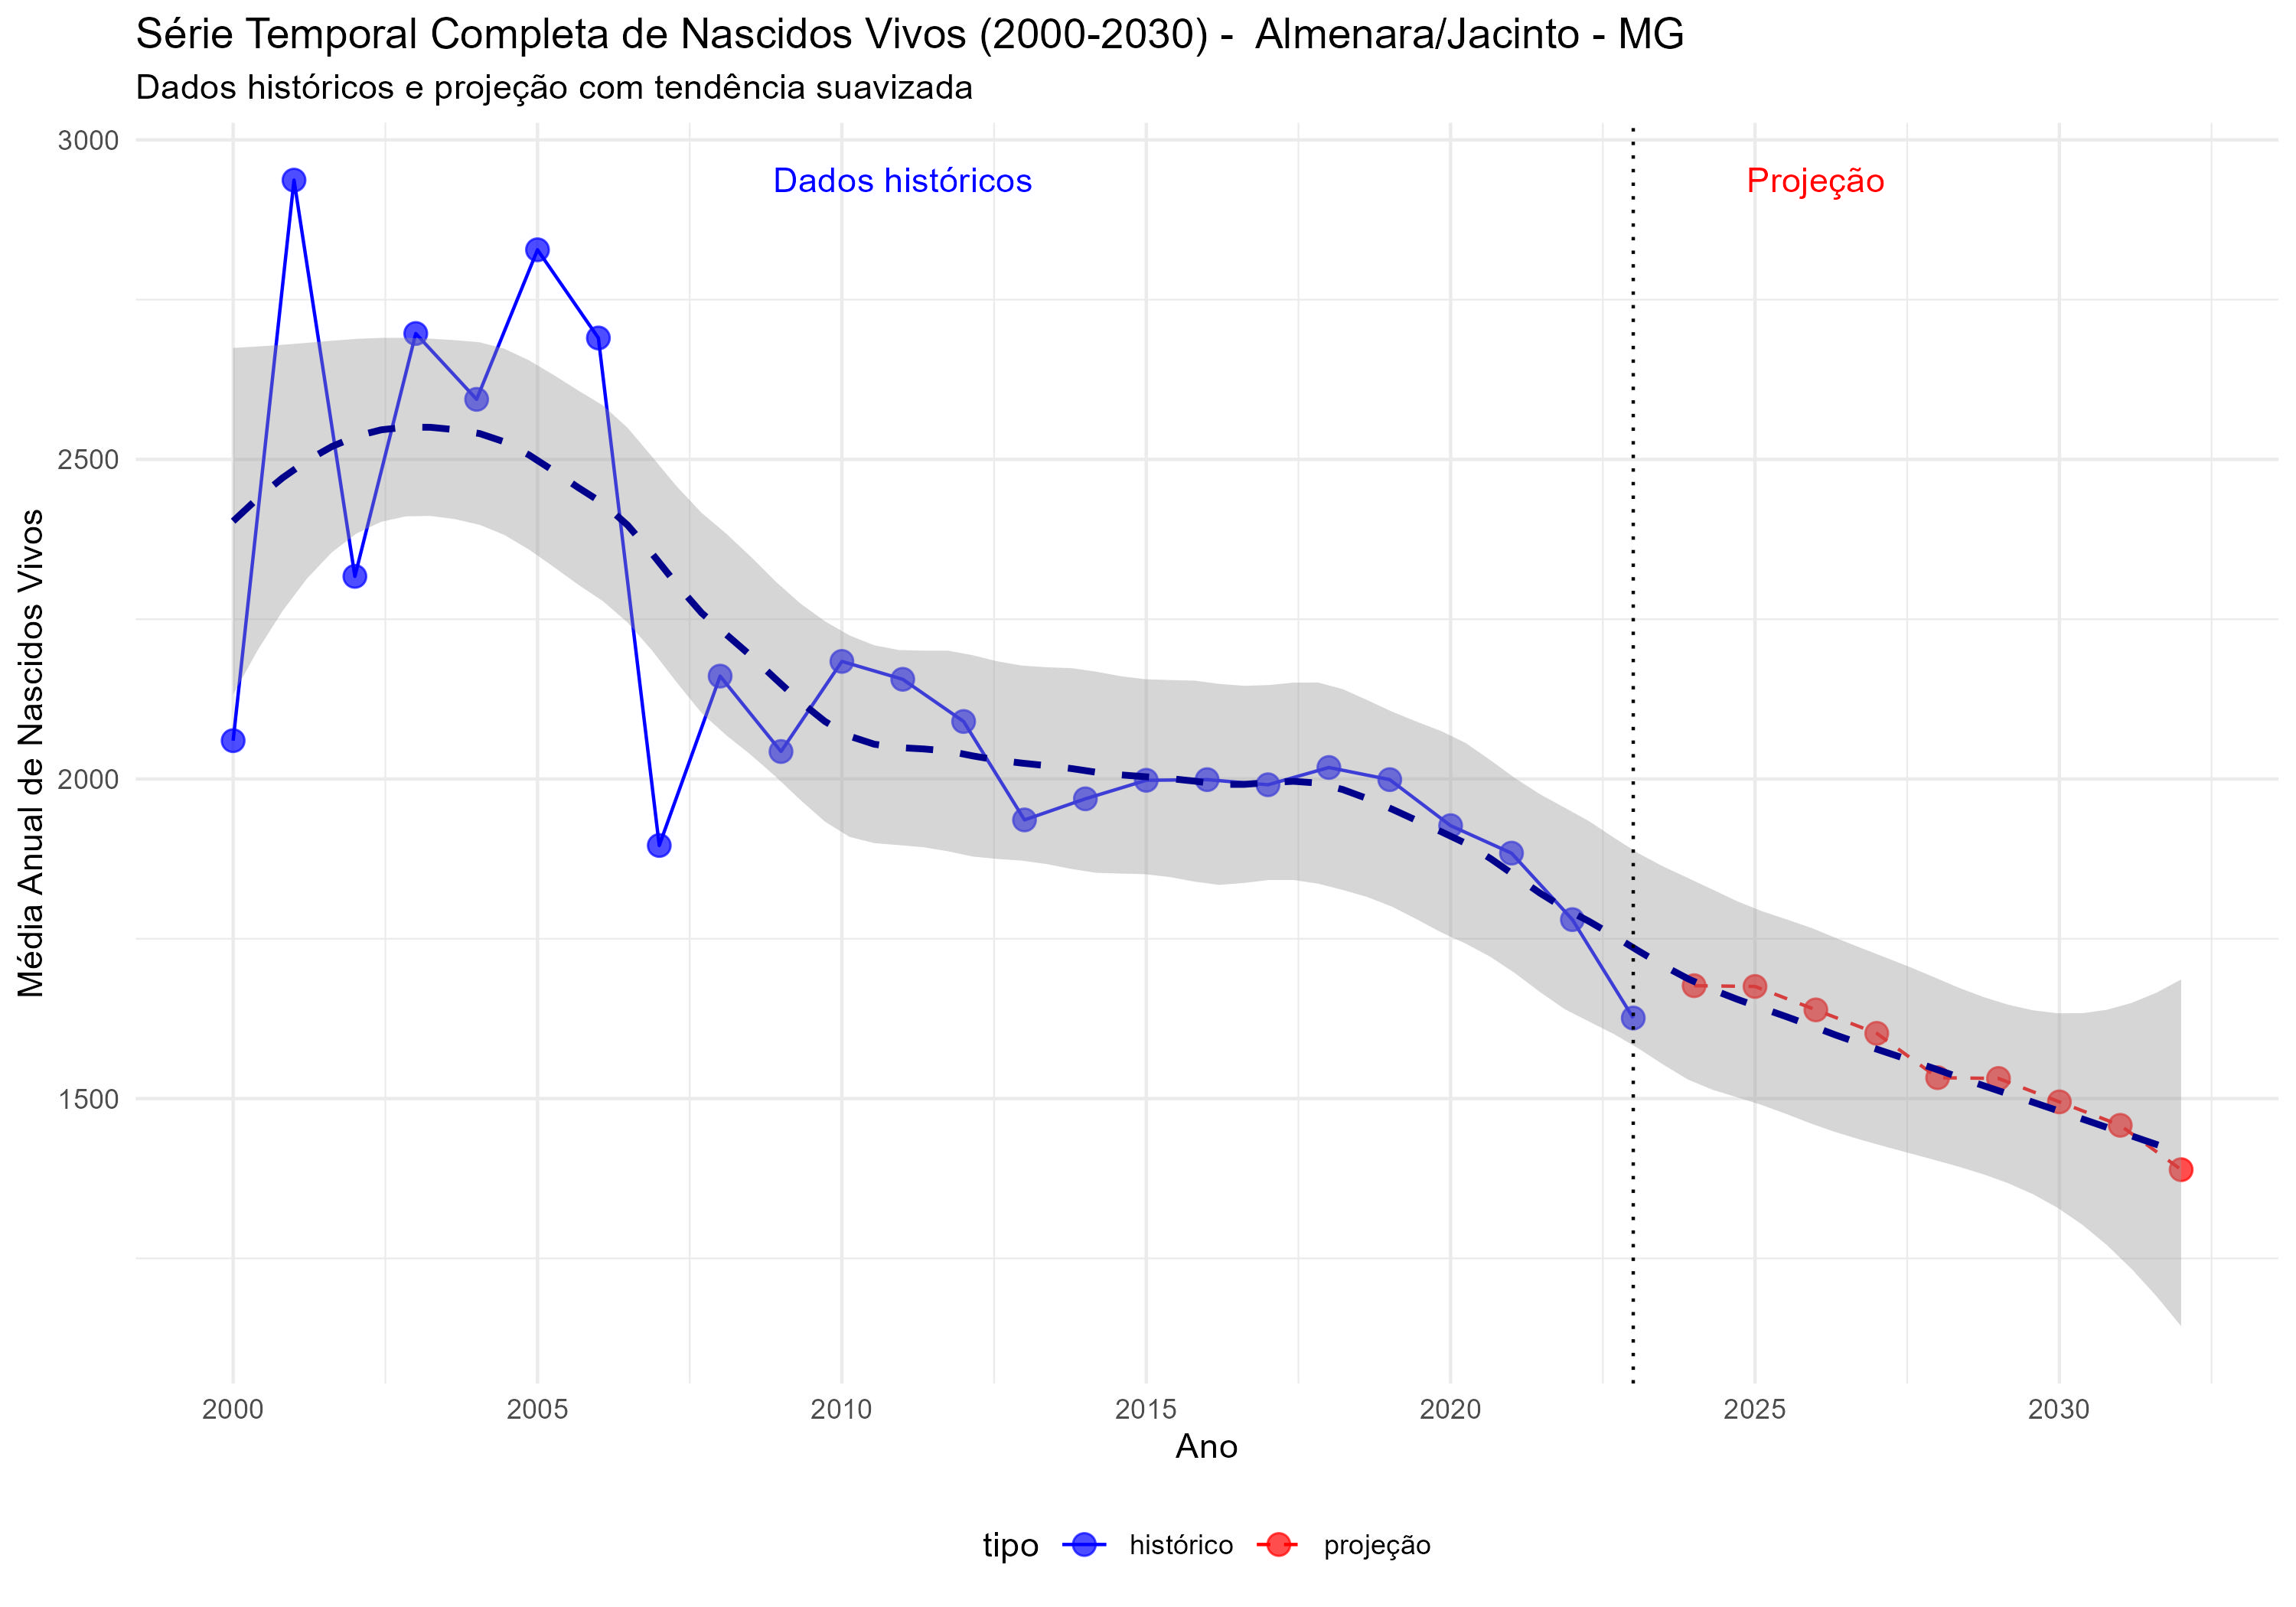 Série Temporal Completa de Nascidos Vivos (2000-2030) -  Almenara/Jacinto - MG
Dados históricos e projeção com tendência suavizada
Dados históricos
Projeção
Média Anual de Nascidos Vivos
3000
2500
2000
1500
2000 2005 2010 2015 2020 2025 2030
Ano
tipo histórico projeção